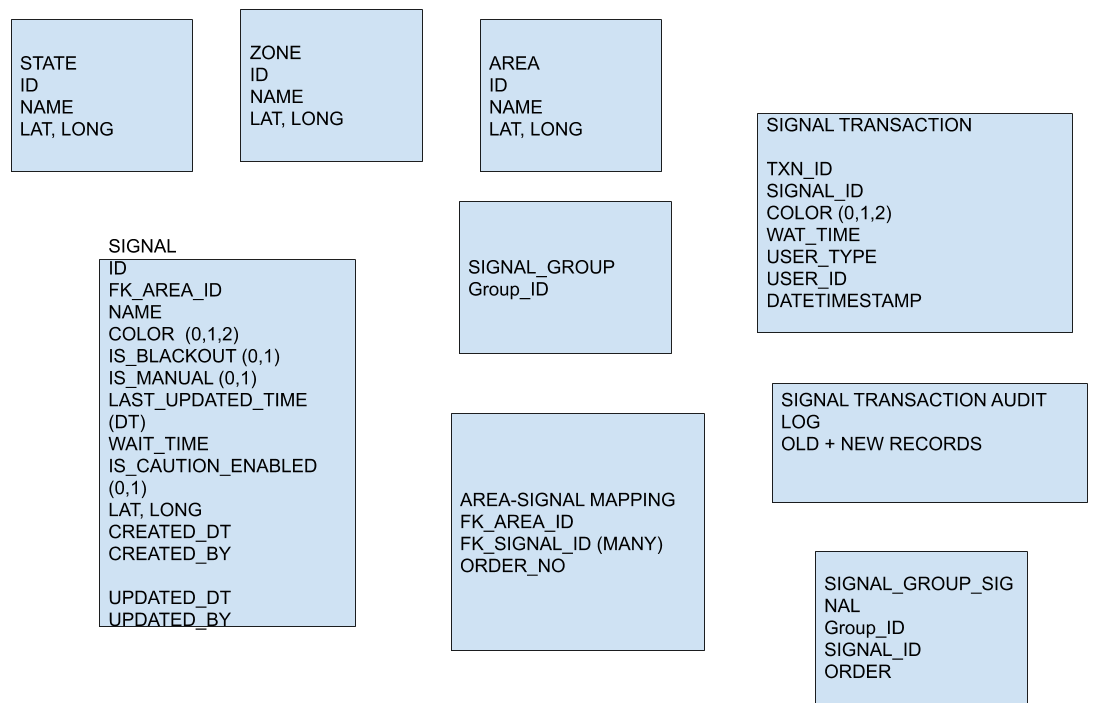 STATE
ID
NAME
LAT, LONG
ZONE
ID
NAME
LAT, LONG
AREA
ID
NAME
LAT, LONG
SIGNAL TRANSACTION
TXN_ID
SIGNAL_ID
COLOR (0,1,2)
WAT_TIME
USER_TYPE
USER_ID
DATETIMESTAMP
SIGNAL
ID
FK_AREA_ID
NAME
COLOR  (0,1,2)
IS_BLACKOUT (0,1)
IS_MANUAL (0,1)
LAST_UPDATED_TIME
(DT)
WAIT_TIME
IS_CAUTION_ENABLED
(0,1)
LAT, LONG
CREATED_DT
CREATED_BY
UPDATED_DT
UPDATED_BY
SIGNAL_GROUP
Group_ID
AREA-SIGNAL MAPPING
FK_AREA_ID
FK_SIGNAL_ID (MANY)
ORDER_NO
SIGNAL TRANSACTION AUDIT
LOG
OLD + NEW RECORDS
SIGNAL_GROUP_SIG
NAL
Group_ID
SIGNAL_ID
ORDER